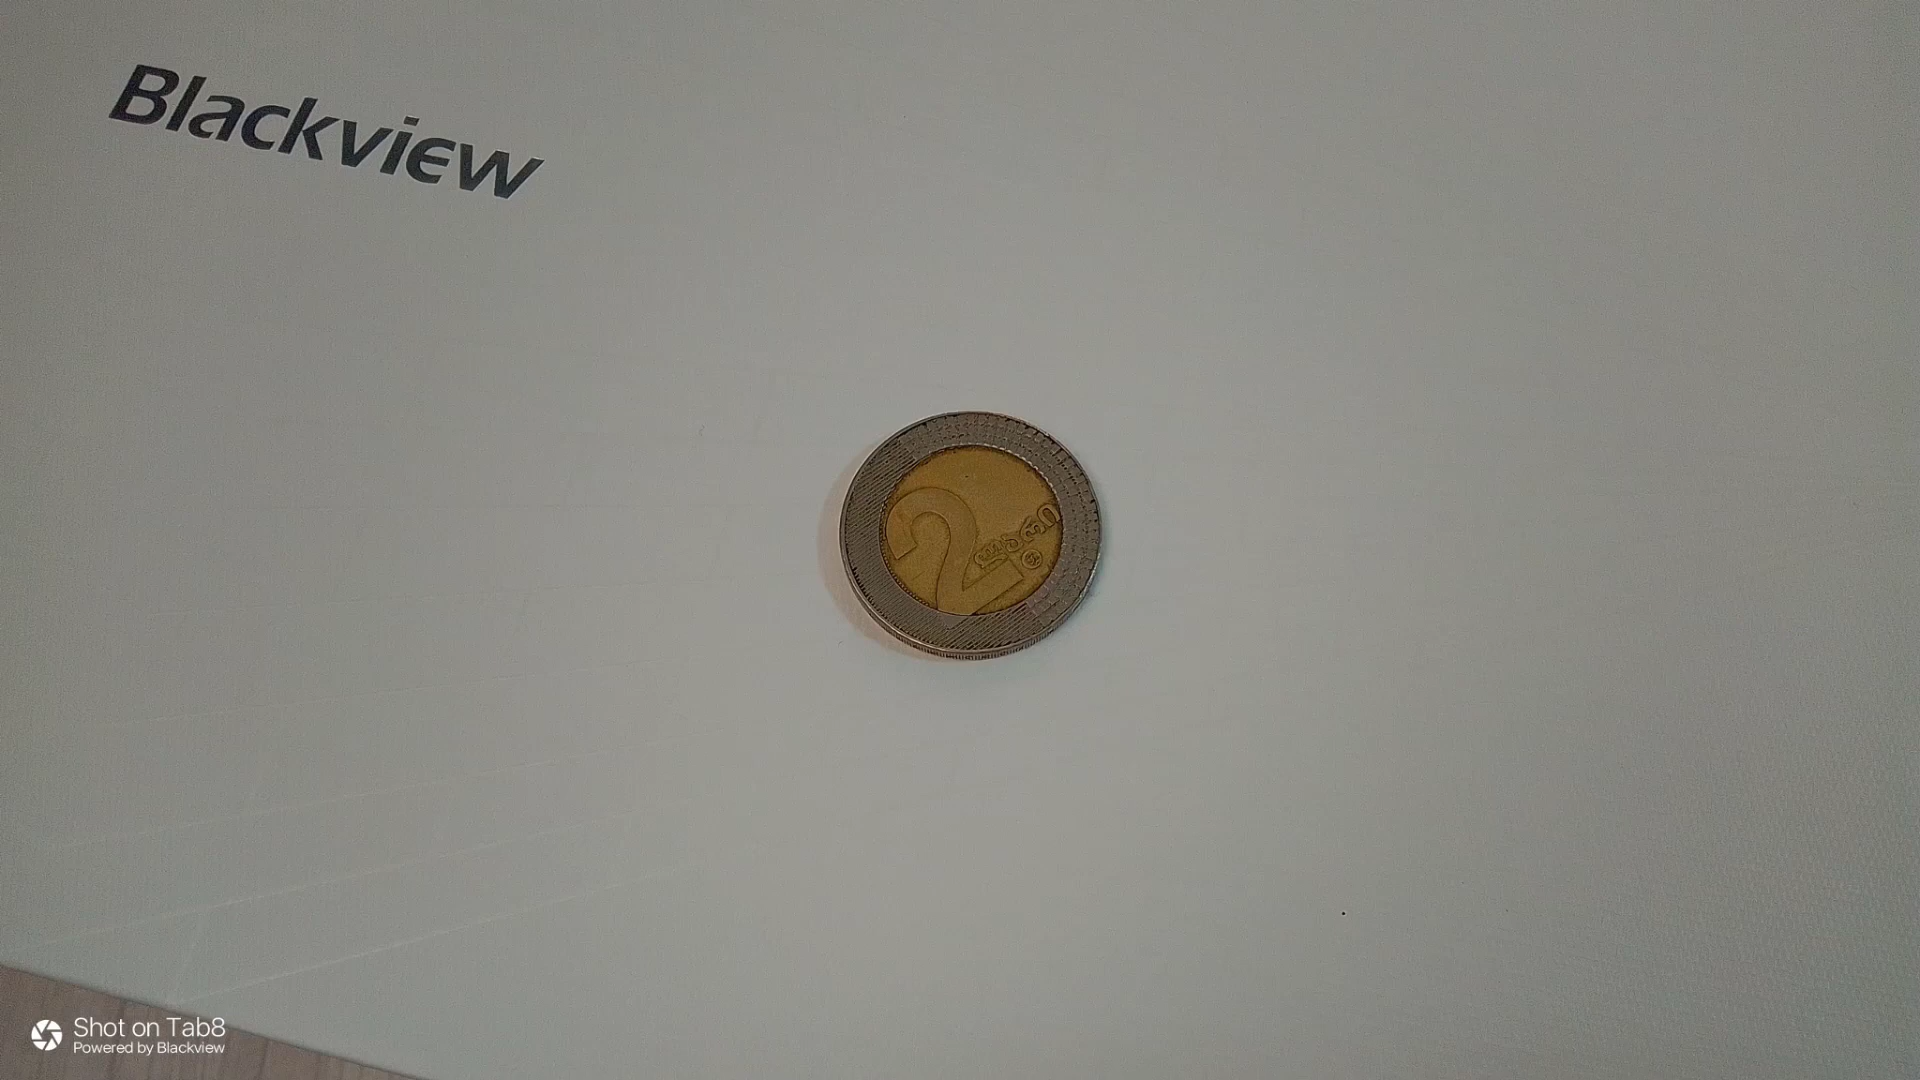 Blackview
2
ლარი
Shot on Tab8
Powered by Blackview